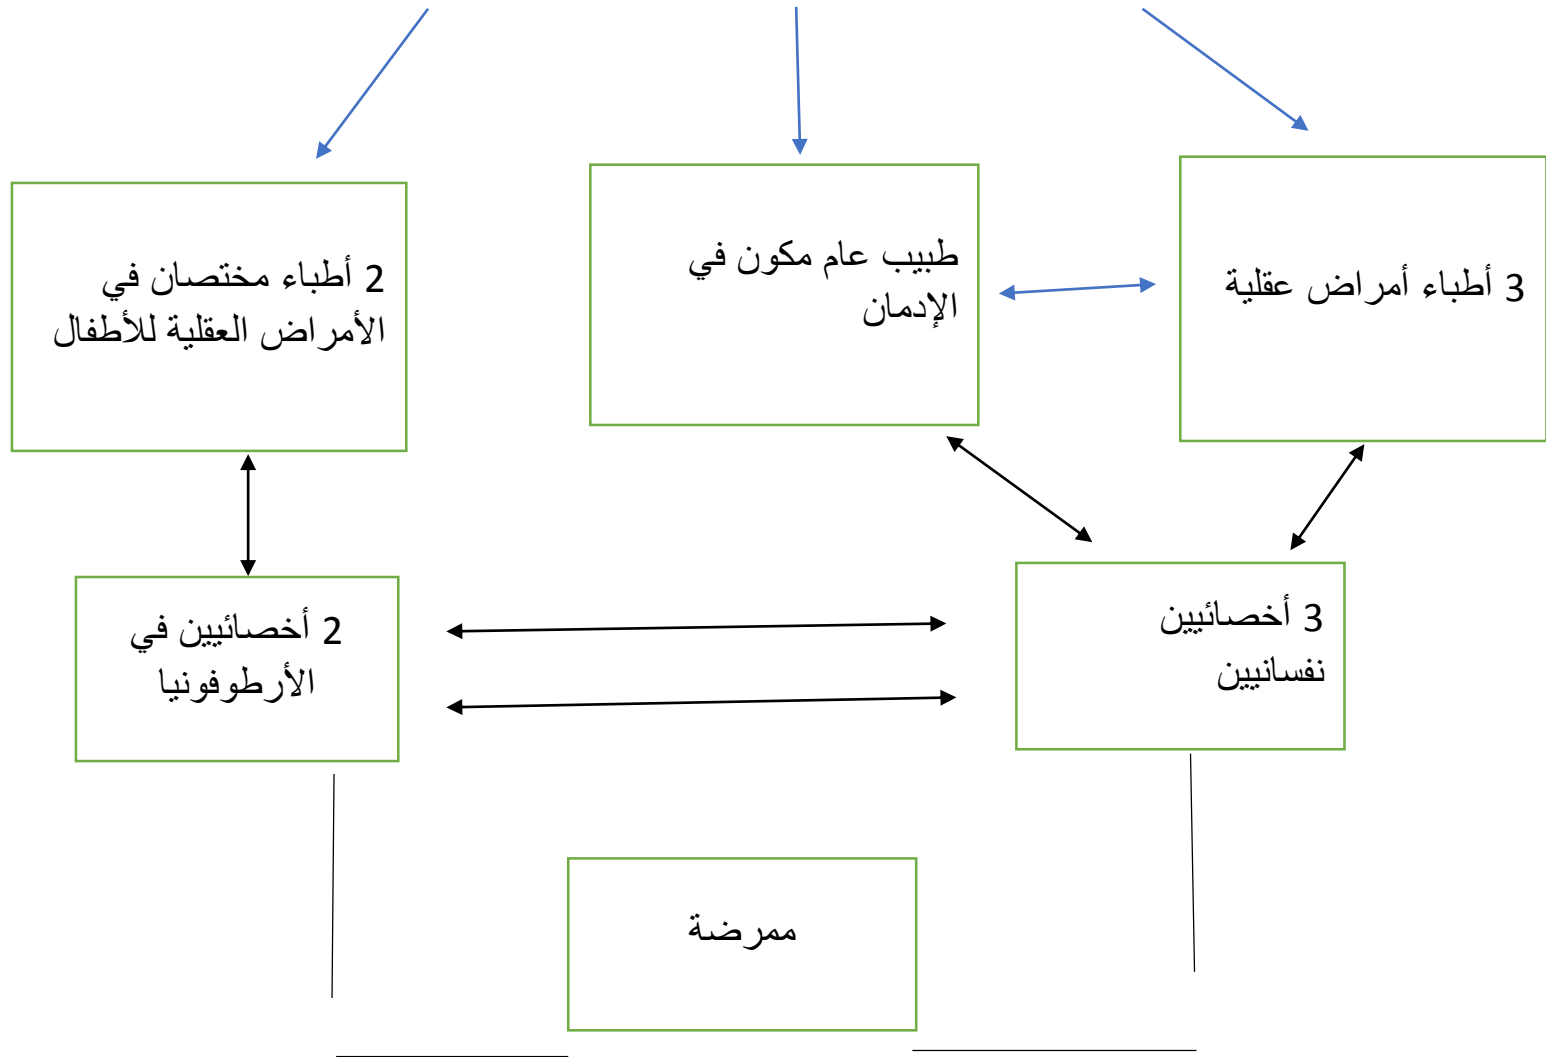 3 أطباء أمراض عقلية
طبيب عام مكون في
الإدمان
2 أطباء مختصان في
الأمراض العقلية للأطفال
3 أخصائيين
نفسانيين
2 أخصائيين في
الأرطوفونيا
ممرضة